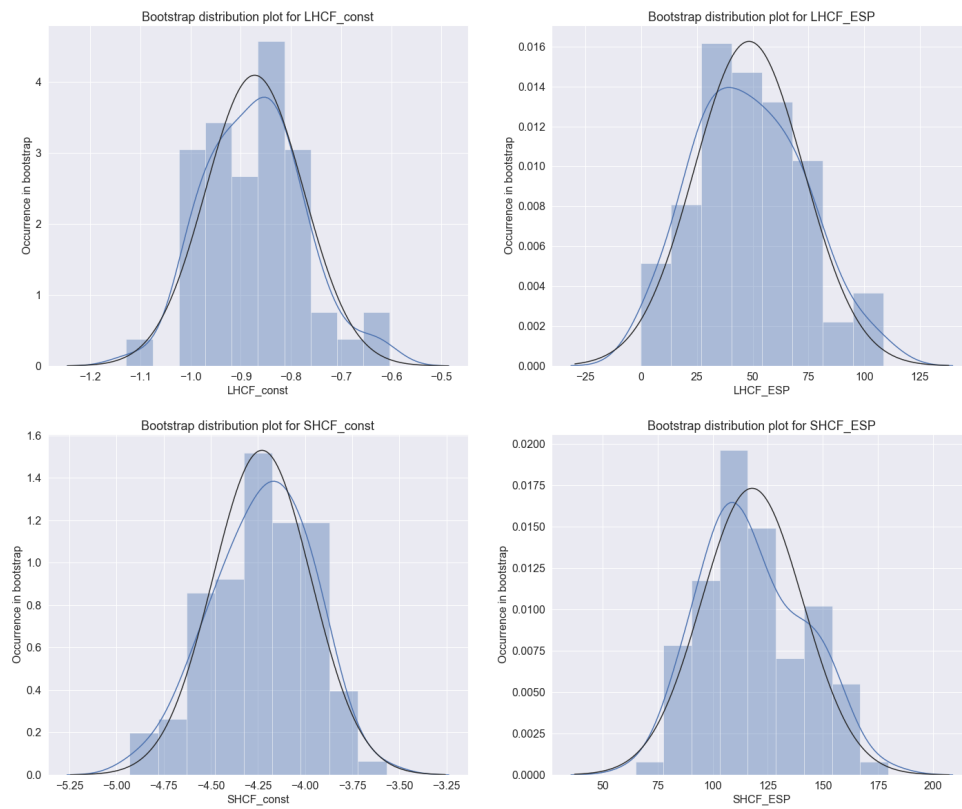 Bootstrap distribution plot for LHCF_const
Occurrence in bootstrap
4
3
2
1
0
−1.2 −1.1 −1.0 −0.9 −0.8 −0.7 −0.6 −0.5
LHCF_const
Bootstrap distribution plot for LHCF_ESP
Occurrence in bootstrap
0.016
0.014
0.012
0.010
0.008
0.006
0.004
0.002
0.000
−25 0 25 50 75 100 125
LHCF_ESP
Bootstrap distribution plot for SHCF_const
Occurrence in bootstrap
1.6
1.4
1.2
1.0
0.8
0.6
0.4
0.2
0.0
−5.25 −5.00 −4.75 −4.50 −4.25 −4.00 −3.75 −3.50 −3.25
SHCF_const
Bootstrap distribution plot for SHCF_ESP
Occurrence in bootstrap
0.0200
0.0175
0.0150
0.0125
0.0100
0.0075
0.0050
0.0025
0.0000
50 75 100 125 150 175 200
SHCF_ESP